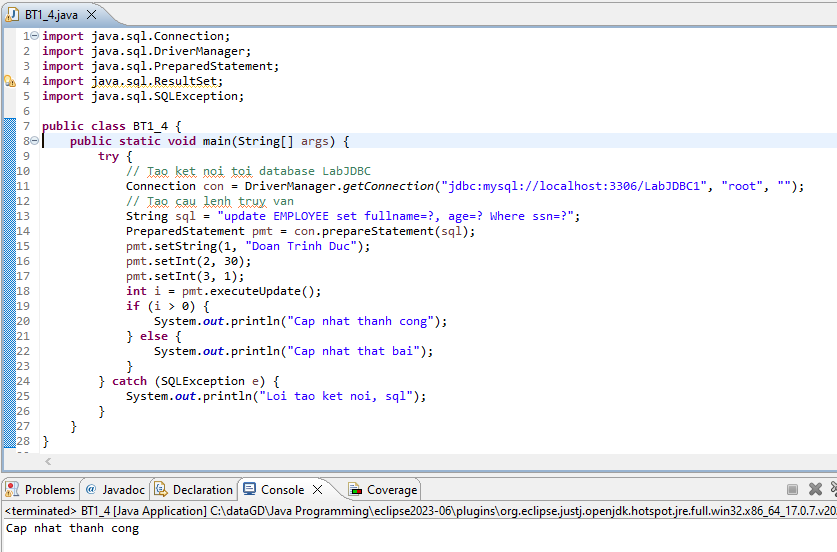 BT1_4.java
1 import java.sql.Connection;
2 import java.sql.DriverManager;
3 import java.sql.PreparedStatement;
4 import java.sql.ResultSet;
5 import java.sql.SQLException;
6
7 public class BT1_4 {
8 public static void main(String[] args) {
9 try {
10 // Tao ket noi toi database LabJDBC
11 Connection con = DriverManager.getConnection("jdbc:mysql://localhost:3306/LabJDBC1", "root", "");
12 // Tao cau lenh truy van
13 String sql = "update EMPLOYEE set fullname=?, age=? Where ssn=?";
14 PreparedStatement pmt = con.prepareStatement(sql);
15 pmt.setString(1, "Doan Trinh Duc");
16 pmt.setInt(2, 30);
17 pmt.setInt(3, 1);
18 int i = pmt.executeUpdate();
19 if (i > 0) {
20 System.out.println("Cap nhat thanh cong");
21 } else {
22 System.out.println("Cap nhat that bai");
23 }
24 } catch (SQLException e) {
25 System.out.println("Loi tao ket noi, sql");
26 }
27 }
28 }
Problems @ Javadoc Declaration Console Coverage
<terminated> BT1_4 [Java Application] C:\dataGD\Java Programming\eclipse2023-06\plugins\org.eclipse.justj.openjdk.hotspot.jre.full.win32.x86_64_17.0.7.v20
Cap nhat thanh cong